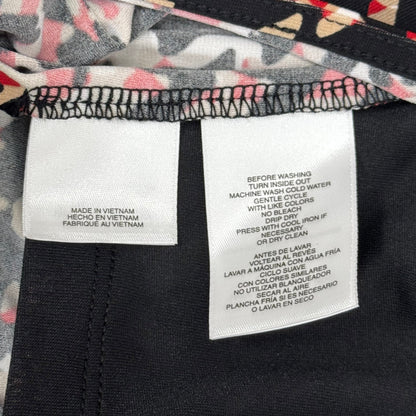 MADE IN VIETNAM
HECHO EN VIETNAM
FABRIQUÉ AU VIETNAM
BEFORE WASHING
TURN INSIDE OUT
MACHINE WASH COLD WATER
GENTLE CYCLE
WITH LIKE COLORS
NO BLEACH
DRIP DRY
PRESS WITH COOL IRON IF
NECESSARY
OR DRY CLEAN
ANTES DE LAVAR
VOLTEAR AL REVÉS
LAVAR A MÁQUINA CON AGUA FRÍA
CICLO SUAVE
CON COLORES SIMILARES
NO UTILIZAR BLANQUEADOR
SECAR AL AIRE
PLANCHA FRÍA SI ES NECESARIO
O LAVAR EN SECO